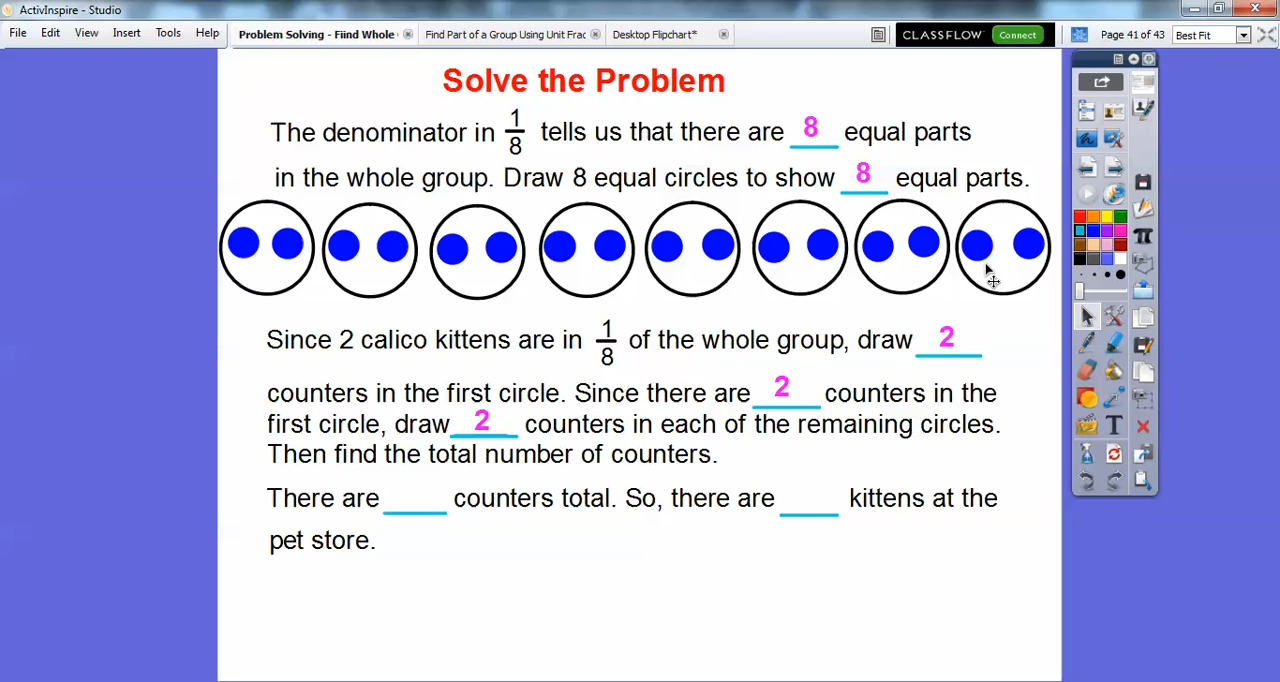 ActivInspire - Studio
File Edit View Insert Tools Help
Problem Solving - Fiind Whole
Find Part of a Group Using Unit Frac
Desktop Flipchart*
CLASSFLOW Connect
Page 41 of 43 Best Fit
Solve the Problem
The denominator in 1/8 tells us that there are 8 equal parts
in the whole group. Draw 8 equal circles to show 8 equal parts.
Since 2 calico kittens are in 1/8 of the whole group, draw 2
counters in the first circle. Since there are 2 counters in the
first circle, draw 2 counters in each of the remaining circles.
Then find the total number of counters.
There are ___ counters total. So, there are ___ kittens at the
pet store.